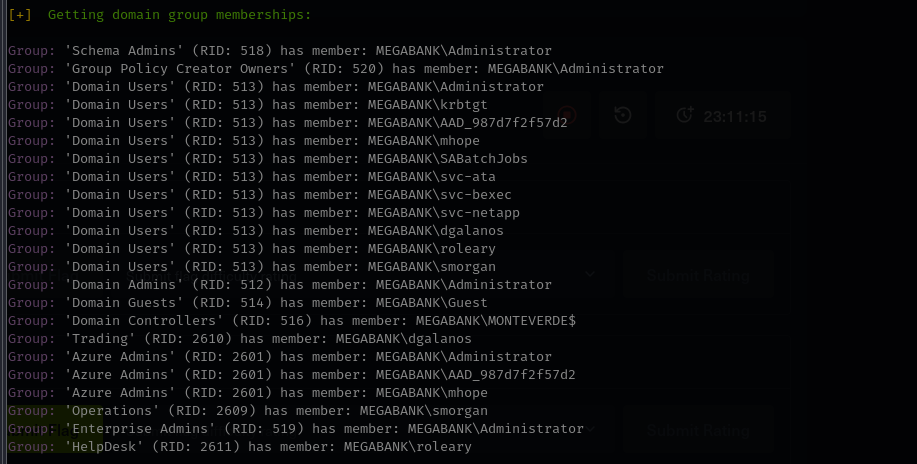 [+]  Getting domain group memberships:
Group: 'Schema Admins' (RID: 518) has member: MEGABANK\Administrator
Group: 'Group Policy Creator Owners' (RID: 520) has member: MEGABANK\Administrator
Group: 'Domain Users' (RID: 513) has member: MEGABANK\Administrator
Group: 'Domain Users' (RID: 513) has member: MEGABANK\krbtgt
Group: 'Domain Users' (RID: 513) has member: MEGABANK\AAD_987d7f2f57d2
23:11:15
Group: 'Domain Users' (RID: 513) has member: MEGABANK\mhope
Group: 'Domain Users' (RID: 513) has member: MEGABANK\SABatchJobs
Group: 'Domain Users' (RID: 513) has member: MEGABANK\svc-ata
Group: 'Domain Users' (RID: 513) has member: MEGABANK\svc-bexec
Group: 'Domain Users' (RID: 513) has member: MEGABANK\svc-netapp
Group: 'Domain Users' (RID: 513) has member: MEGABANK\dgalanos
Group: 'Domain Users' (RID: 513) has member: MEGABANK\roleary
Group: 'Domain Users' (RID: 513) has member: MEGABANK\smorgan
Submit Rating
Group: 'Domain Admins' (RID: 512) has member: MEGABANK\Administrator
Group: 'Domain Guests' (RID: 514) has member: MEGABANK\Guest
Group: 'Domain Controllers' (RID: 516) has member: MEGABANK\MONTEVERDE$
Group: 'Trading' (RID: 2610) has member: MEGABANK\dgalanos
Group: 'Azure Admins' (RID: 2601) has member: MEGABANK\Administrator
Group: 'Azure Admins' (RID: 2601) has member: MEGABANK\AAD_987d7f2f57d2
Group: 'Azure Admins' (RID: 2601) has member: MEGABANK\mhope
Group: 'Operations' (RID: 2609) has member: MEGABANK\smorgan
Group: 'Enterprise Admins' (RID: 519) has member: MEGABANK\Administrator
Submit Rating
Group: 'HelpDesk' (RID: 2611) has member: MEGABANK\roleary